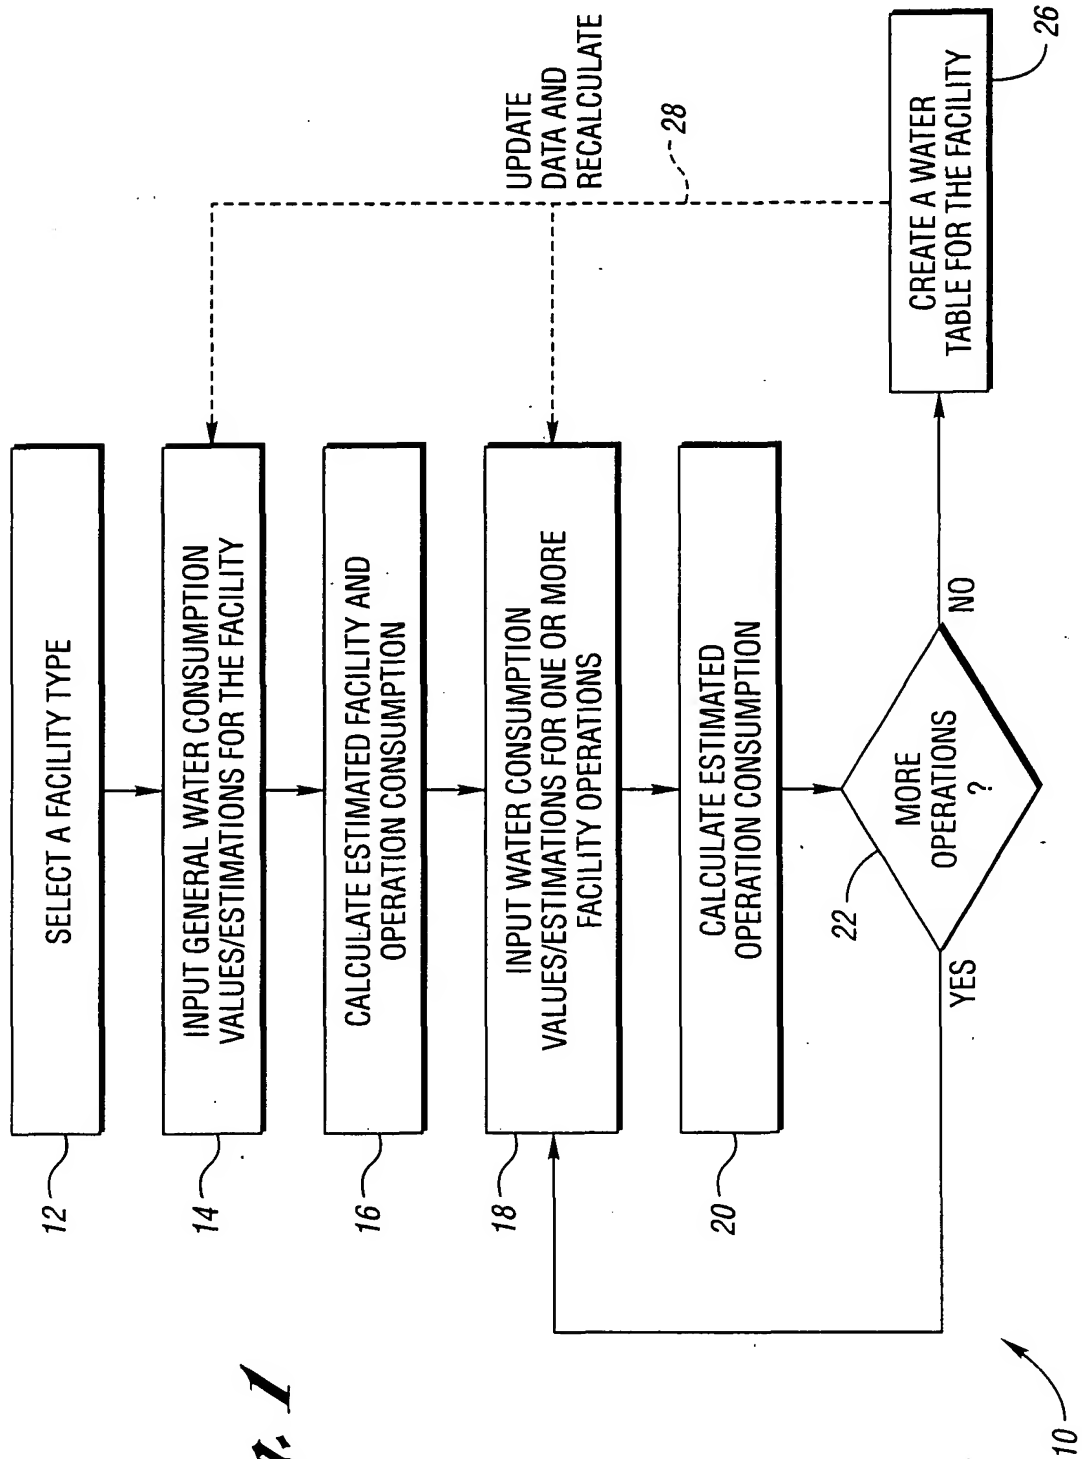 12
SELECT A FACILITY TYPE
14
INPUT GENERAL WATER CONSUMPTION
VALUES/ESTIMATIONS FOR THE FACILITY
16
CALCULATE ESTIMATED FACILITY AND
OPERATION CONSUMPTION
18
INPUT WATER CONSUMPTION
VALUES/ESTIMATIONS FOR ONE OR MORE
FACILITY OPERATIONS
20
CALCULATE ESTIMATED
OPERATION CONSUMPTION
22
MORE
OPERATIONS
?
YES
NO
UPDATE
DATA AND
RECALCULATE
28
CREATE A WATER
TABLE FOR THE FACILITY
26
10
1